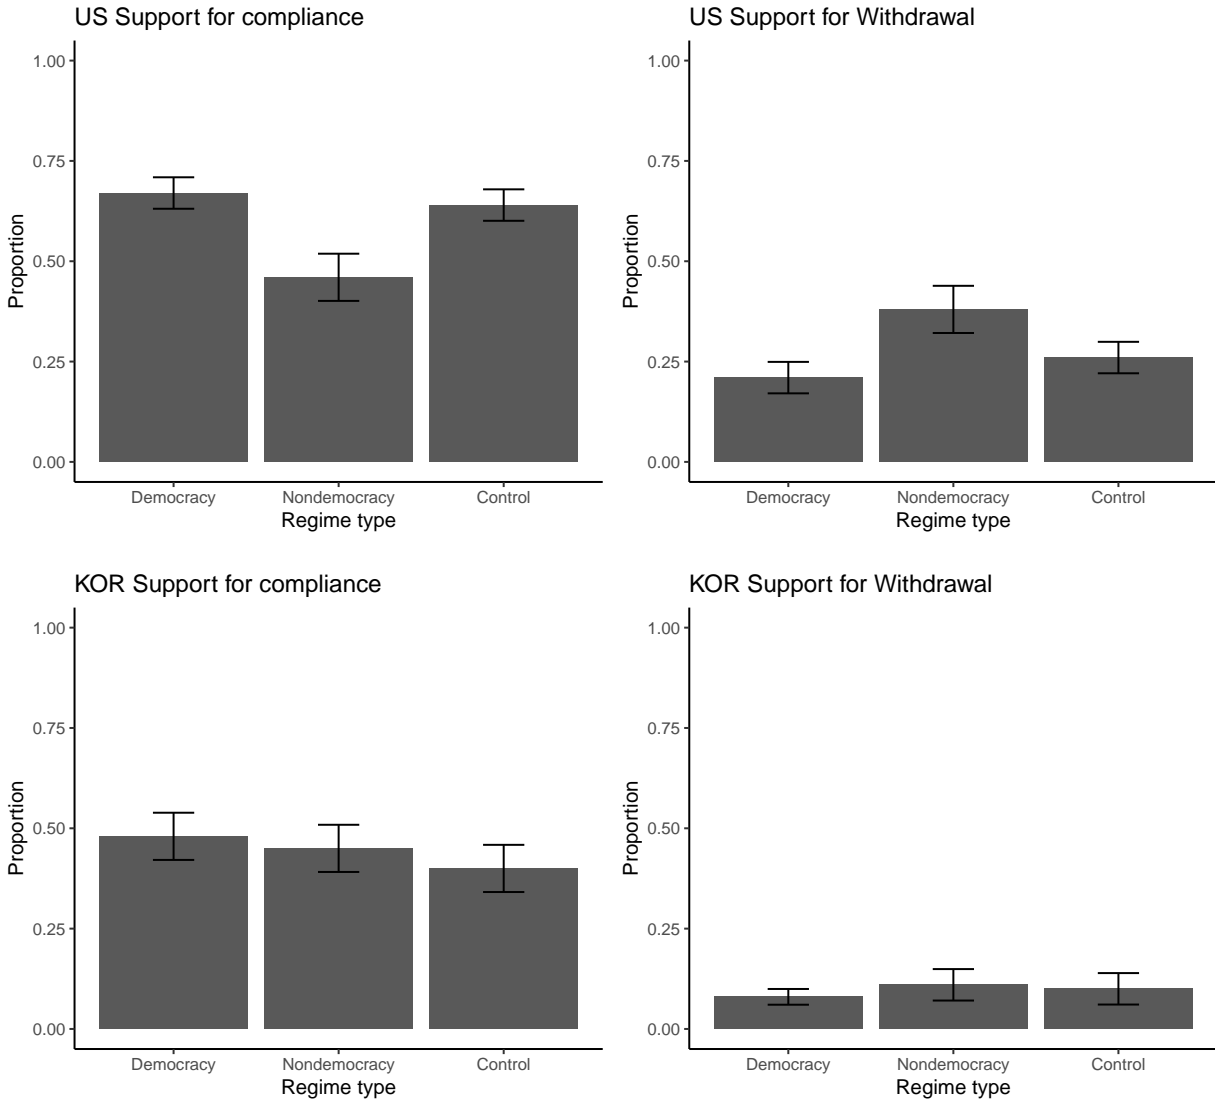 US Support for compliance
1.00
0.75
0.50
0.25
0.00
Proportion
Democracy Nondemocracy Control
Regime type
US Support for Withdrawal
1.00
0.75
0.50
0.25
0.00
Proportion
Democracy Nondemocracy Control
Regime type
KOR Support for compliance
1.00
0.75
0.50
0.25
0.00
Proportion
Democracy Nondemocracy Control
Regime type
KOR Support for Withdrawal
1.00
0.75
0.50
0.25
0.00
Proportion
Democracy Nondemocracy Control
Regime type